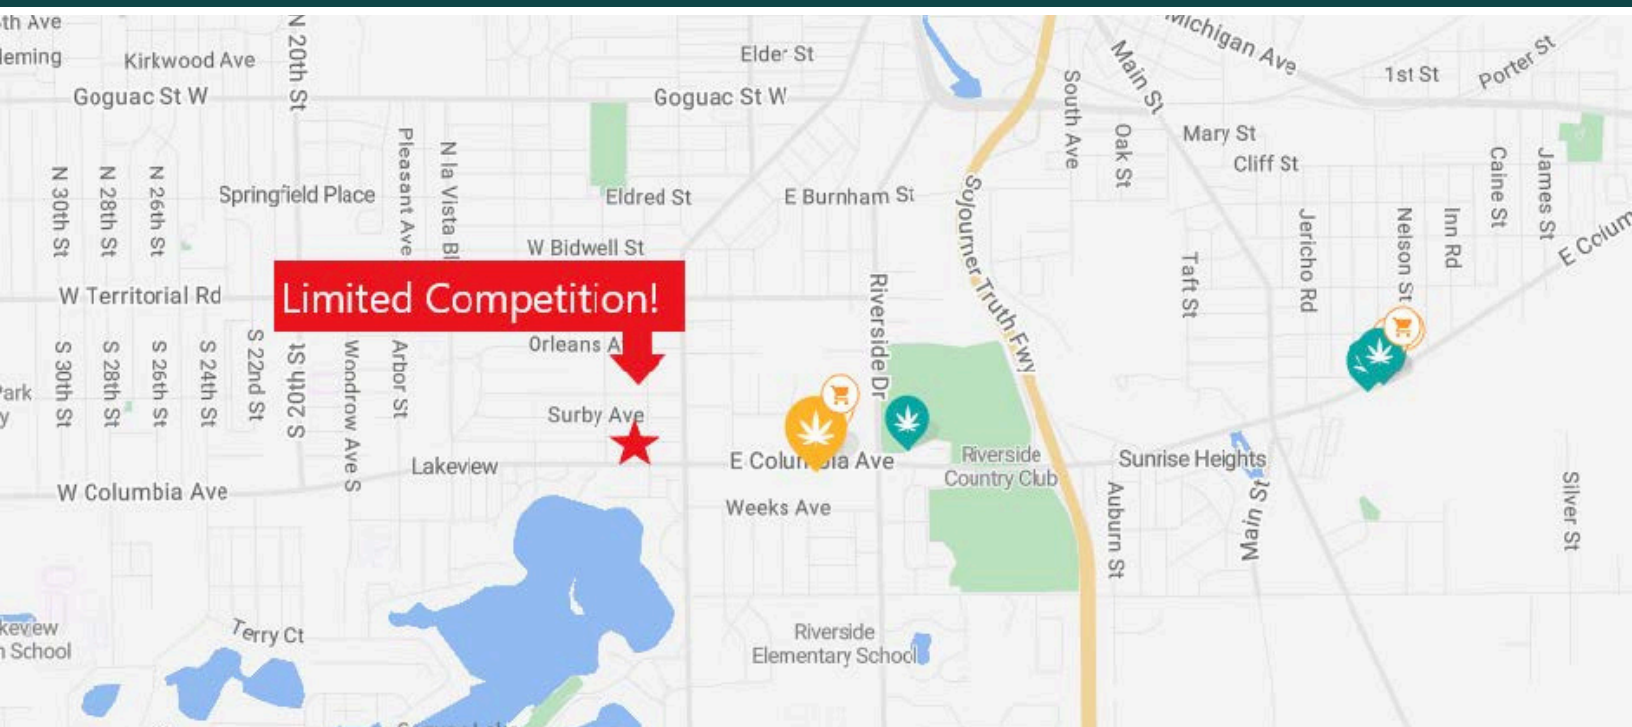 th Ave
leming
Kirkwood Ave
N 20th St
Elder St
Michigan Ave
Main St
1st St
Porter St
Goguac St W
Goguac St W
South Ave
Oak St
Mary St
Cliff St
Pleasant Ave
N la Vista Bl
N 30th St
N 28th St
N 26th St
Springfield Place
Eldred St
E Burnham St
Sojourner Truth Fwy
Caine St
James St
Jericho Rd
Nelson St
Inn Rd
E Colum
W Bidwell St
Taft St
W Territorial Rd
Limited Competition!
Riverside Dr
Orleans A
S 30th St
S 28th St
S 26th St
S 24th St
S 22nd St
S 20th St
Woodrow Ave S
Arbor St
Park
y
Surby Ave
Lakeview
E Columbia Ave
Riverside
Country Club
Sunrise Heights
W Columbia Ave
Weeks Ave
Auburn St
Main St
Silver St
Terry Ct
Riverside
Elementary School
School